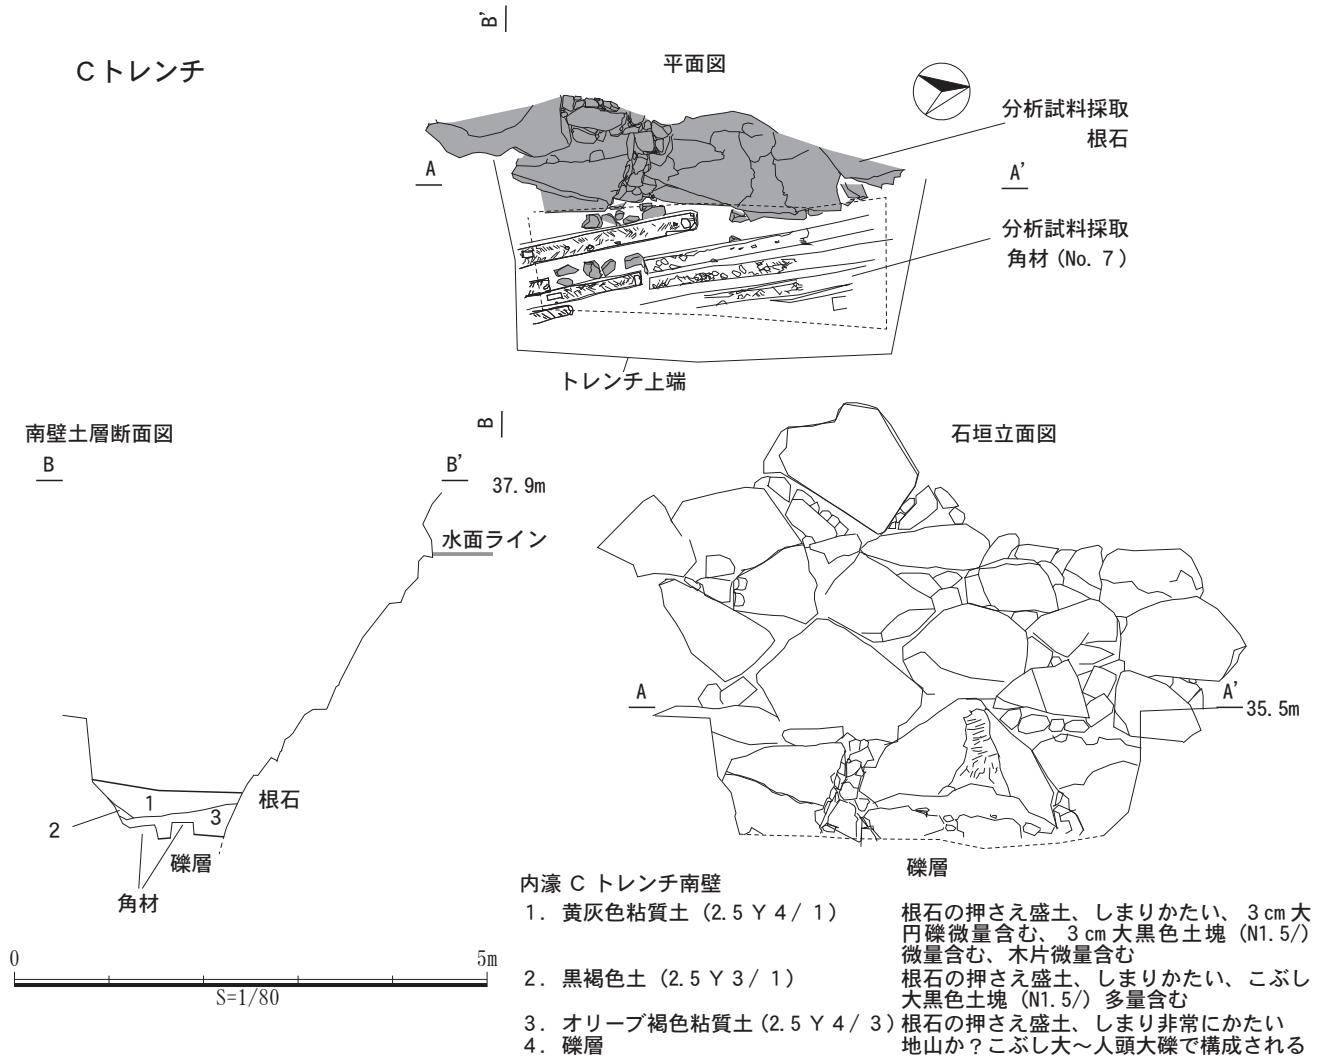 B'
Cトレンチ
平面図
分析試料採取
根石
A
A'
分析試料採取
角材(No. 7)
トレンチ上端
B
南壁土層断面図
B
B'
37.9m
水面ライン
石垣立面図
A
A'
35.5m
1
2
3
根石
礫層
角材
礫層
0
5m
S=1/80
内濠 C トレンチ南壁
1. 黄灰色粘質土(2.5 Y 4/ 1)
根石の押さえ盛土、しまりかたい、3cm大
円礫微量含む、3cm大黒色土塊(N1.5/)
微量含む、木片微量含む
2. 黒褐色土(2.5 Y 3/ 1)
根石の押さえ盛土、しまりかたい、こぶし
大黒色土塊(N1.5/)多量含む
3. オリーブ褐色粘質土(2.5 Y 4/ 3)
根石の押さえ盛土、しまり非常にかたい
4. 礫層
地山か?こぶし大～人頭大礫で構成される